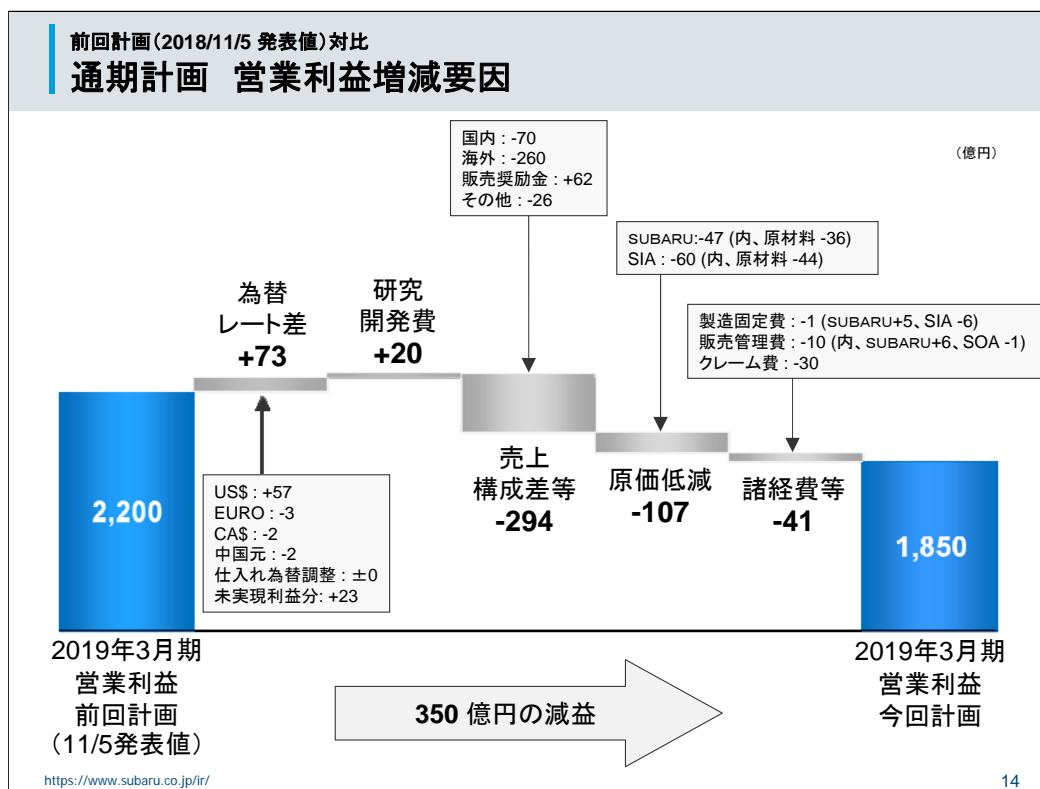 前回計画(2018/11/5 発表値)対比
通期計画　営業利益増減要因
(億円)
国内 : -70
海外 : -260
販売奨励金 : +62
その他 : -26
SUBARU:-47 (内、原材料 -36)
SIA : -60 (内、原材料 -44)
製造固定費 : -1 (SUBARU+5、SIA -6)
販売管理費 : -10 (内、SUBARU+6、SOA -1)
クレーム費 : -30
為替
レート差
+73
研究
開発費
+20
売上
構成差等
-294
原価低減
-107
諸経費等
-41
2,200
US$ : +57
EURO : -3
CA$ : -2
中国元 : -2
仕入れ為替調整 : ±0
未実現利益分: +23
1,850
2019年3月期
営業利益
前回計画
(11/5発表値)
350 億円の減益
2019年3月期
営業利益
今回計画
https://www.subaru.co.jp/ir/
14